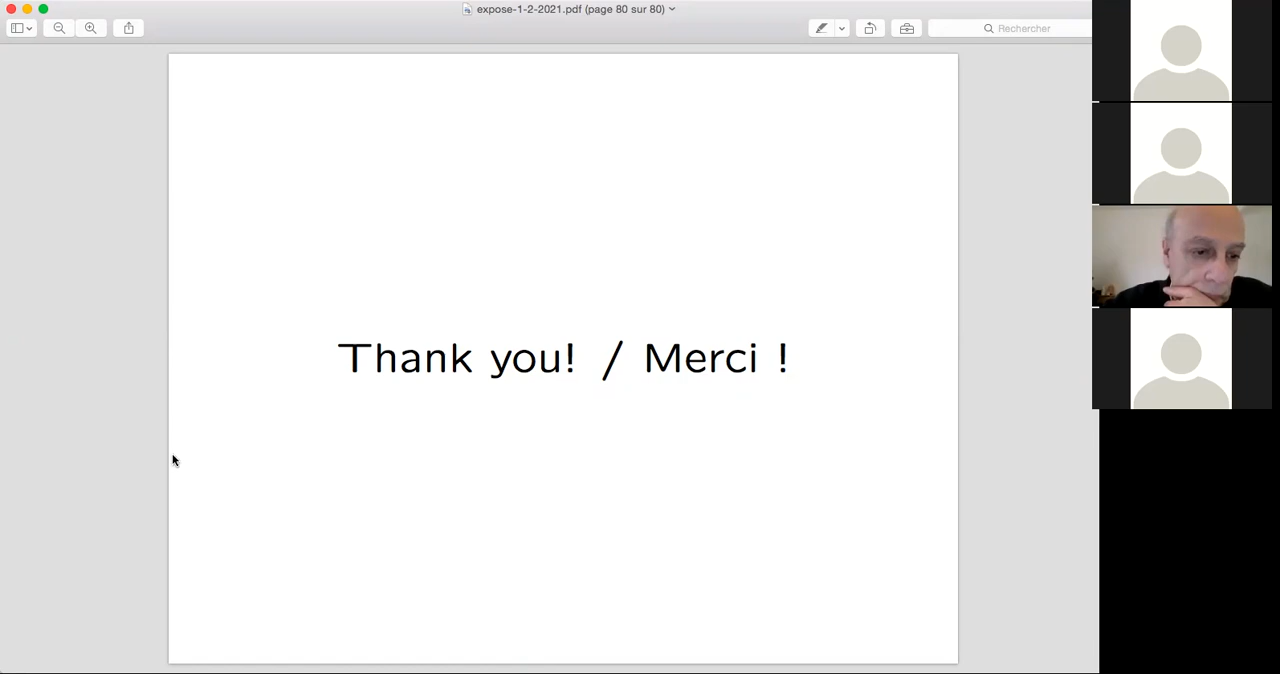 expose-1-2-2021.pdf (page 80 sur 80)
Rechercher
Thank you! / Merci !